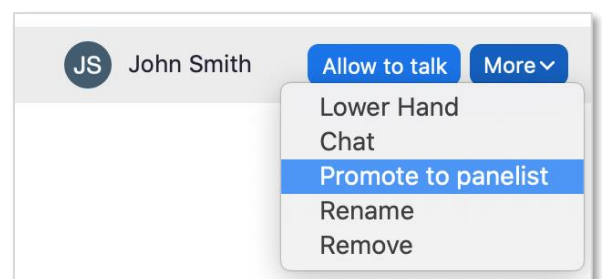 JS John Smith Allow to talk More
Lower Hand
Chat
Promote to panelist
Rename
Remove